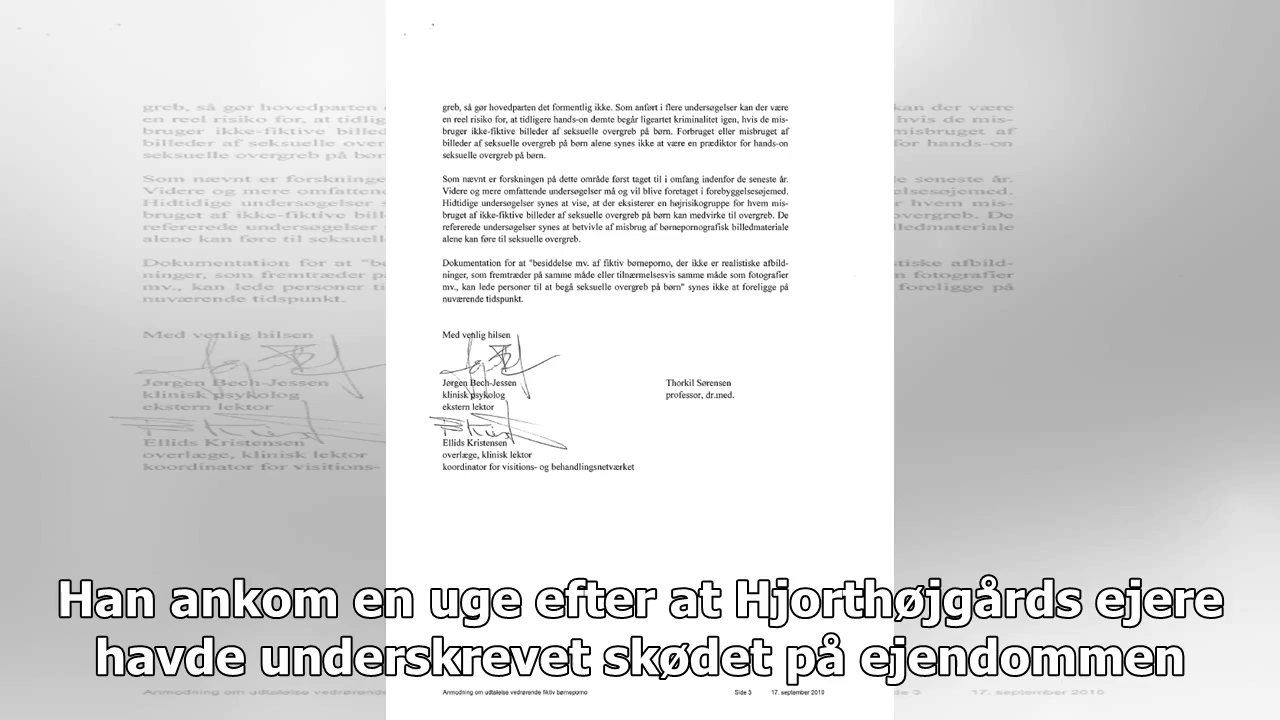 greb, så gør hovedparten det formentlig ikke. Som anført i flere undersøgelser kan der være
en reel risiko for, at tidligere hands-on dømte begår ligeartet kriminalitet igen, hvis de mis-
bruger ikke-fiktive billeder af seksuelle overgreb på børn. Forbruget eller misbruget af
billeder af seksuelle overgreb på børn alene synes ikke at være en prædiktor for hands-on
seksuelle overgreb på børn.
Som nævnt er forskningen på dette område først taget til i omfang indenfor de seneste år.
Videre og mere omfattende undersøgelser må og vil blive foretaget i forebyggelsesøjemed.
Hidtidige undersøgelser synes at vise, at der eksisterer en højrisikogruppe for hvem mis-
bruget af ikke-fiktive billeder af seksuelle overgreb på børn kan medvirke til overgreb. De
refererede undersøgelser synes at betvivle af misbrug af børnepornografisk billedmateriale
alene kan føre til seksuelle overgreb.
Dokumentation for at "besiddelse mv. af fiktiv børneporno, der ikke er realistiske afbild-
ninger, som fremtræder på samme måde eller tilnærmelsesvis samme måde som fotografier
mv., kan lede personer til at begå seksuelle overgreb på børn" synes ikke at foreligge på
nuværende tidspunkt.
Med venlig hilsen
Jørgen Bech-Jessen
klinisk psykolog
ekstern lektor
Thorkil Sørensen
professor, dr.med.
Ellids Kristensen
overlæge, klinisk lektor
koordinator for visitions- og behandlingsnetværket
Han ankom en uge efter at Hjorthøjgårds ejere
havde underskrevet skødet på ejendommen
Anmodning om udtalelse vedrørende fiktiv børneporno Side 3 17. september 2010